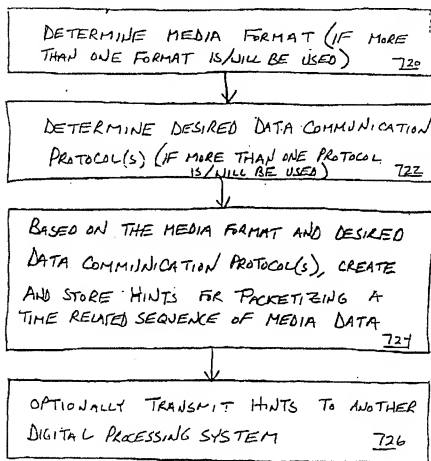 DETERMINE MEDIA FORMAT (IF MORE
THAN ONE FORMAT IS/WILL BE USED)
720
DETERMINE DESIRED DATA COMMUNICATION
PROTOCOL(S) (IF MORE THAN ONE PROTOCOL
IS/WILL BE USED)
722
BASED ON THE MEDIA FORMAT AND DESIRED
DATA COMMUNICATION PROTOCOL(S), CREATE
AND STORE HINTS FOR PACKETIZING A
TIME RELATED SEQUENCE OF MEDIA DATA
724
OPTIONALLY TRANSMIT HINTS TO ANOTHER
DIGITAL PROCESSING SYSTEM 726